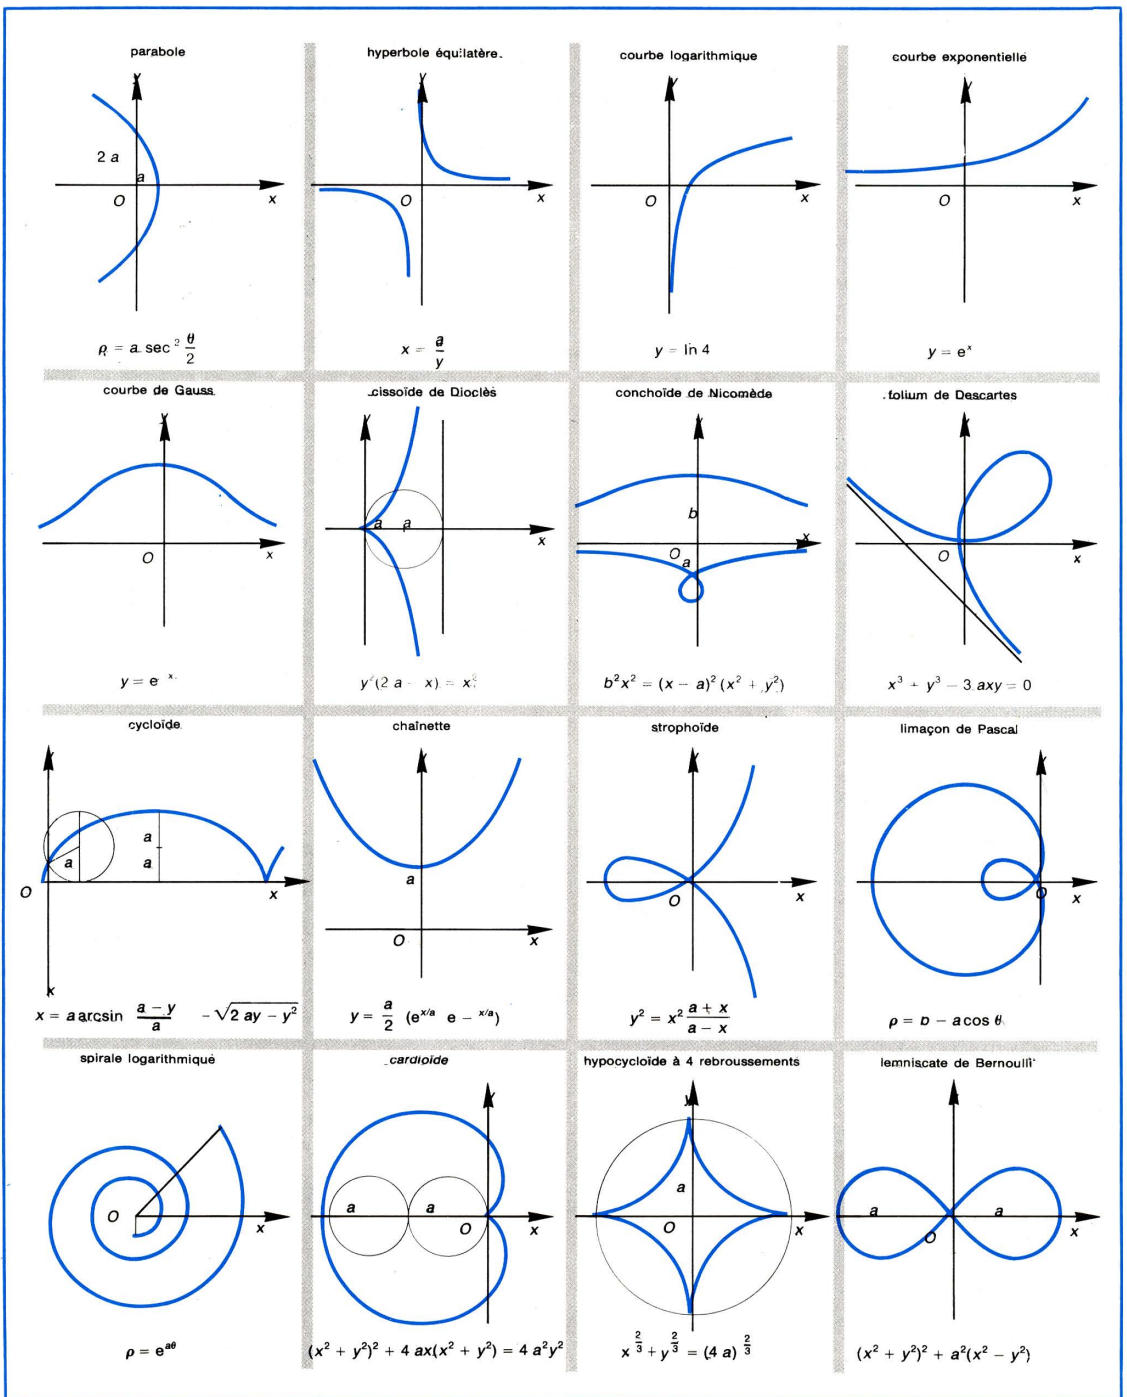 parabole
y
2 a
a
O
x
ρ = a sec² θ/2
hyperbole équilatère
y
O
x
x = a/y
courbe logarithmique
y
O
x
y = ln 4
courbe exponentielle
y
O
x
y = eˣ
courbe de Gauss
y
O
x
y = e⁻ˣ
cissoïde de Dioclès
y
a a
x
y²(2 a - x) = x³
conchoïde de Nicomède
y
b
x
O
a
b²x² = (x − a)² (x² + y²)
folium de Descartes
y
O
x
x³ + y³ − 3 axy = 0
cycloïde
y
a
a
a
O
x
x
x = a arcsin (a − y)/a - √(2 ay − y²)
chaînette
y
a
O
x
y = a/2 (e^(x/a) e − ^(x/a))
strophoïde
y
O
x
y² = x² (a + x)/(a − x)
limaçon de Pascal
y
O
x
ρ = b − a cos θ
spirale logarithmique
O
x
ρ = e^(aθ)
cardioïde
y
a a
O
x
(x² + y²)² + 4 ax(x² + y²) = 4 a²y²
hypocycloïde à 4 rebroussements
y
a
O
x
x^(2/3) + y^(2/3) = (4 a)^(2/3)
lemniscate de Bernoulli
a a
O
x
(x² + y²)² + a²(x² − y²)